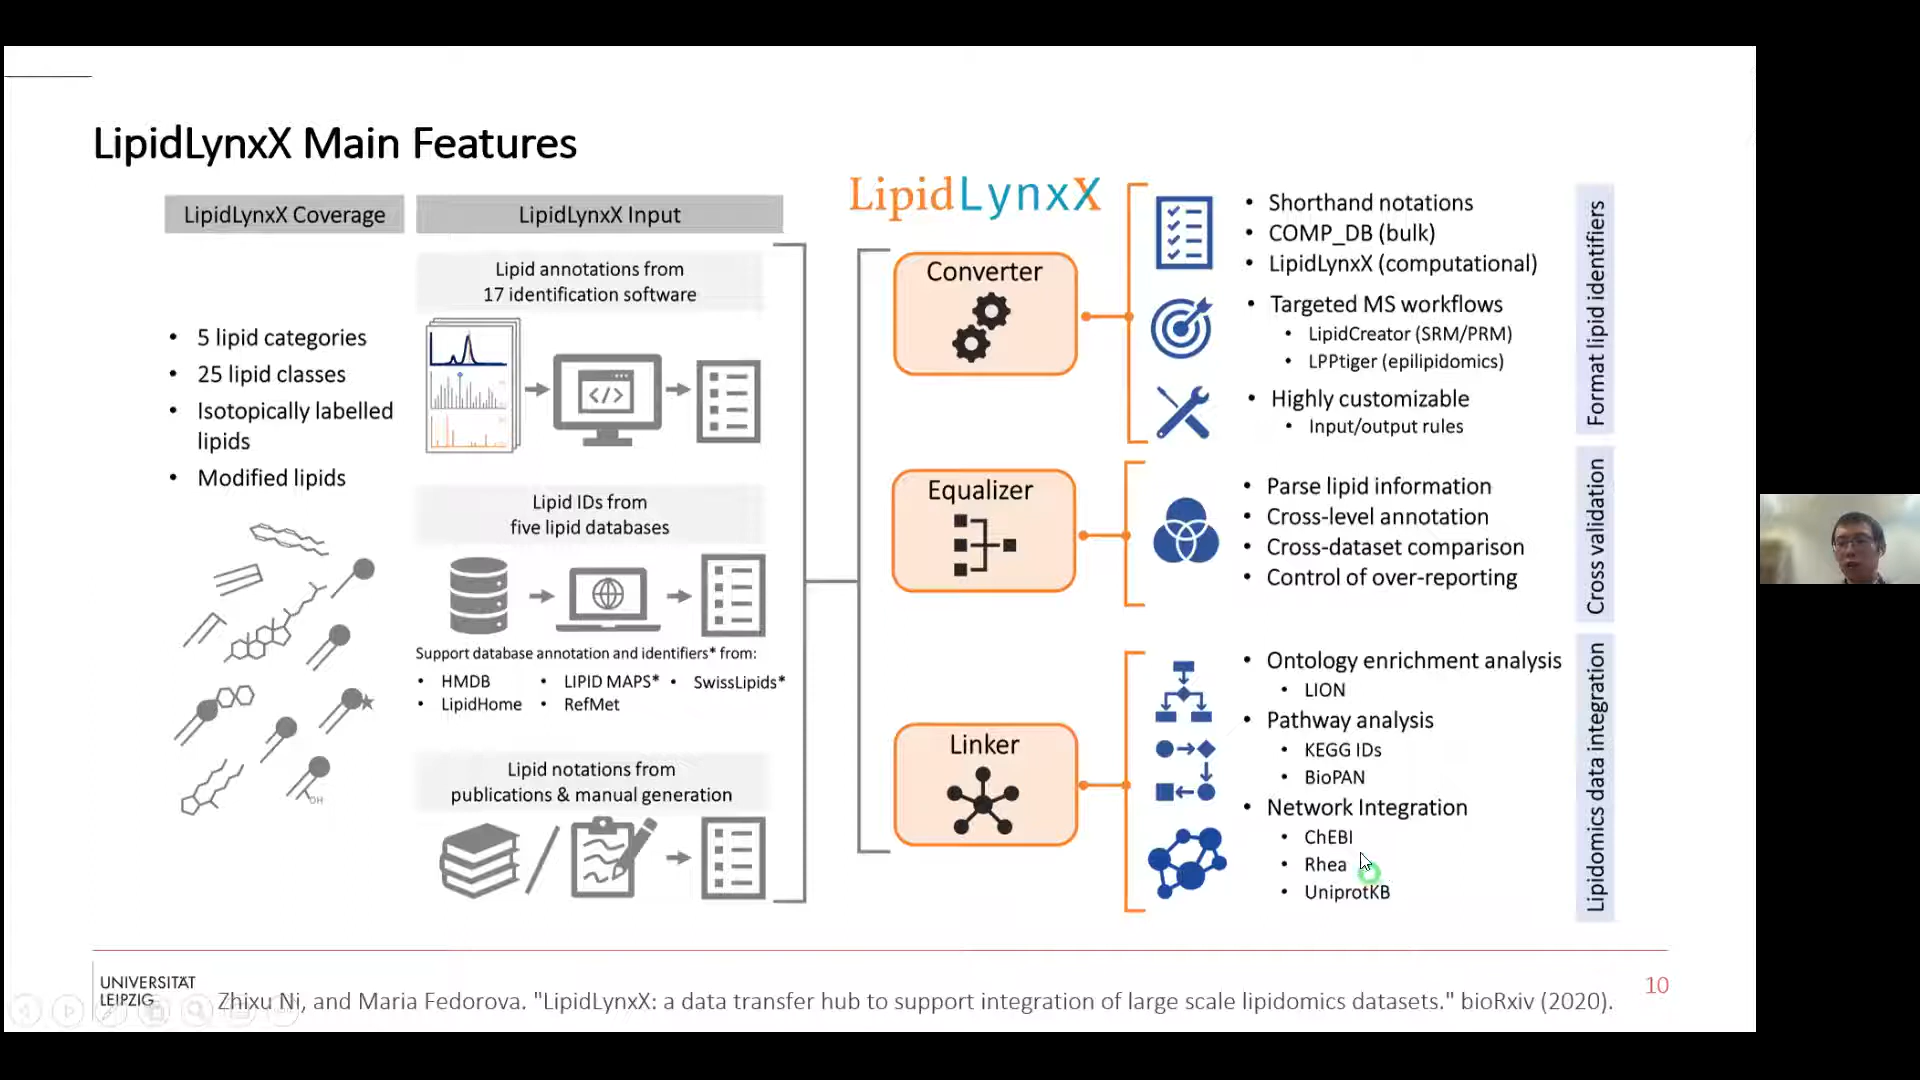 LipidLynxX Main Features
LipidLynxX Coverage
• 5 lipid categories
• 25 lipid classes
• Isotopically labelled
lipids
• Modified lipids
OH
LipidLynxX Input
Lipid annotations from
17 identification software
</>
Lipid IDs from
five lipid databases
Support database annotation and identifiers* from:
• HMDB • LIPID MAPS* • SwissLipids*
• LipidHome • RefMet
Lipid notations from
publications & manual generation
LipidLynxX
Converter
• Shorthand notations
• COMP_DB (bulk)
• LipidLynxX (computational)
• Targeted MS workflows
• LipidCreator (SRM/PRM)
• LPPtiger (epilipidomics)
• Highly customizable
• Input/output rules
Format lipid identifiers
Equalizer
• Parse lipid information
• Cross-level annotation
• Cross-dataset comparison
• Control of over-reporting
Cross validation
Linker
• Ontology enrichment analysis
• LION
• Pathway analysis
• KEGG IDs
• BioPAN
• Network Integration
• ChEBI
• Rhea
• UniprotKB
Lipidomics data integration
UNIVERSITÄT
LEIPZIG
Zhixu Ni, and Maria Fedorova. "LipidLynxX: a data transfer hub to support integration of large scale lipidomics datasets." bioRxiv (2020).
10